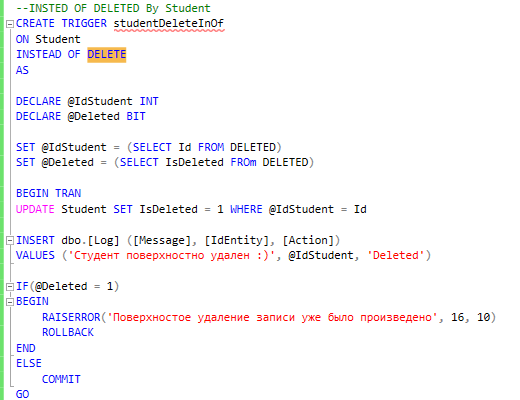 --INSTED OF DELETED By Student
CREATE TRIGGER studentDeleteInOf
ON Student
INSTEAD OF DELETE
AS
DECLARE @IdStudent INT
DECLARE @Deleted BIT
SET @IdStudent = (SELECT Id FROM DELETED)
SET @Deleted = (SELECT IsDeleted FROm DELETED)
BEGIN TRAN
UPDATE Student SET IsDeleted = 1 WHERE @IdStudent = Id
INSERT dbo.[Log] ([Message], [IdEntity], [Action])
VALUES ('Студент поверхностно удален :)', @IdStudent, 'Deleted')
IF(@Deleted = 1)
BEGIN
RAISERROR('Поверхностое удаление записи уже было произведено', 16, 10)
ROLLBACK
END
ELSE
COMMIT
GO